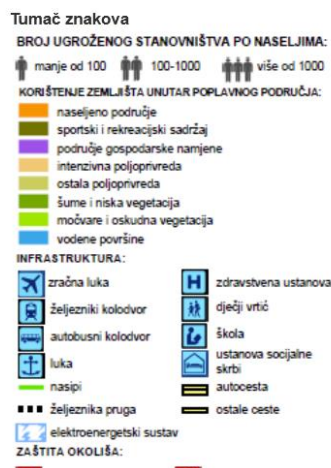 Tumač znakova
BROJ UGROŽENOG STANOVNIŠTVA PO NASELJIMA:
manje od 100 100-1000 više od 1000
KORIŠTENJE ZEMLJIŠTA UNUTAR POPLAVNOG PODRUČJA:
naseljeno područje
sportski i rekreacijski sadržaj
područje gospodarske namjene
intenzivna poljoprivreda
ostala poljoprivreda
šume i niska vegetacija
močvare i oskudna vegetacija
vodene površine
INFRASTRUKTURA:
zračna luka
H zdravstvena ustanova
željeznički kolodvor
dječji vrtić
autobusni kolodvor
škola
luka
ustanova socijalne
skrbi
nasipi
autocesta
željeznika pruga
ostale ceste
elektroenergetski sustav
ZAŠTITA OKOLIŠA: